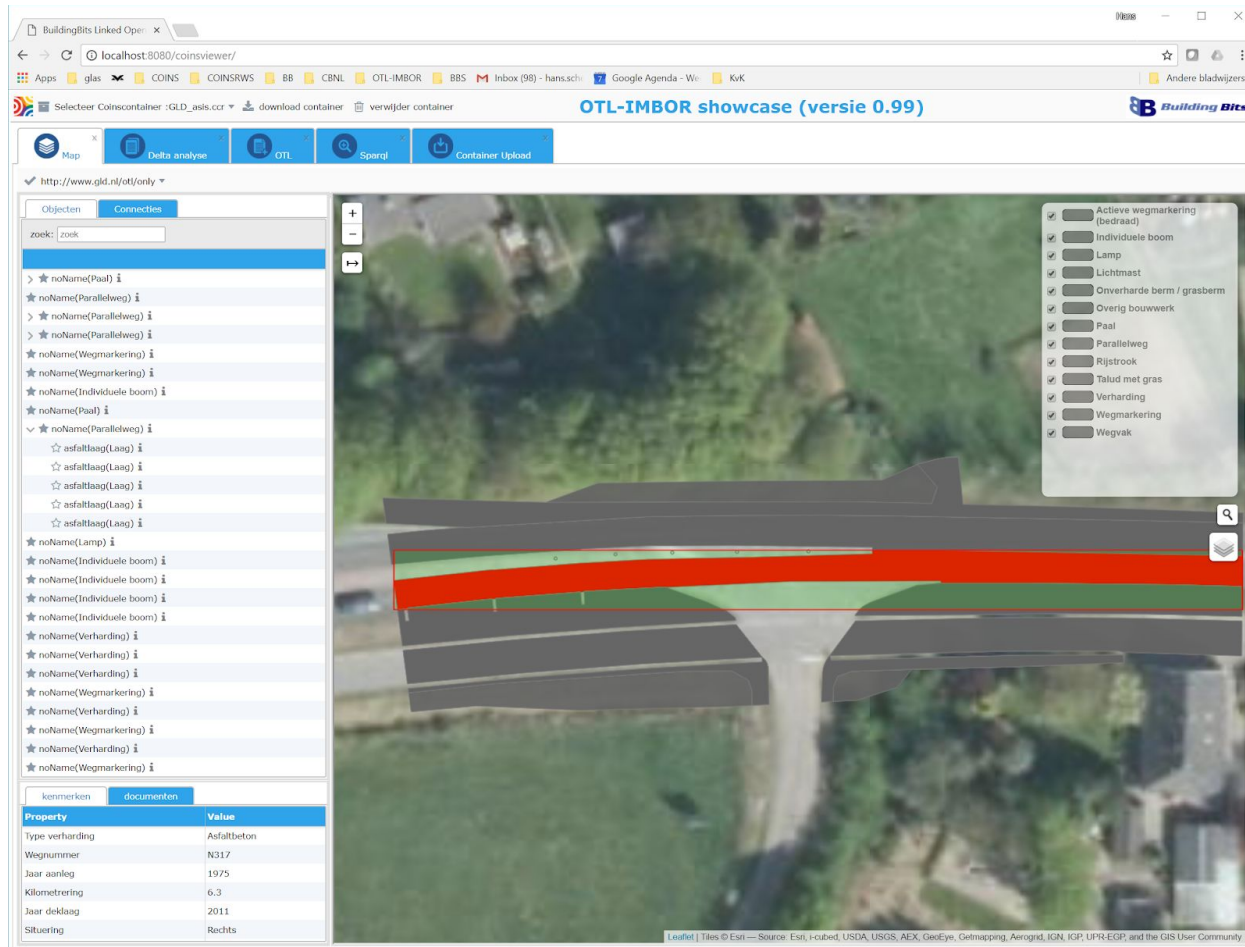 Hans
BuildingBits Linked Open
localhost:8080/coinsviewer/
Apps glas COINS COINSRWS BB CBNL OTL-IMBOR BBS Inbox (98) - hans.sch Google Agenda - We KvK Andere bladwijzers
Selecteer Coinscontainer :GLD_asis.ccr download container verwijder container OTL-IMBOR showcase (versie 0.99) Building Bits
Map Delta analyse OTL Sparql Container Upload
http://www.gld.nl/otl/only
Objecten Connecties
zoek: zoek
noName(Paal) i
noName(Parallelweg) i
noName(Parallelweg) i
noName(Parallelweg) i
noName(Wegmarkering) i
noName(Wegmarkering) i
noName(Individuele boom) i
noName(Paal) i
noName(Parallelweg) i
asfaltlaag(Laag) i
asfaltlaag(Laag) i
asfaltlaag(Laag) i
asfaltlaag(Laag) i
asfaltlaag(Laag) i
noName(Lamp) i
noName(Individuele boom) i
noName(Individuele boom) i
noName(Individuele boom) i
noName(Individuele boom) i
noName(Verharding) i
noName(Verharding) i
noName(Verharding) i
noName(Wegmarkering) i
noName(Verharding) i
noName(Wegmarkering) i
noName(Verharding) i
noName(Wegmarkering) i
kenmerken documenten
Property Value
Type verharding Asfaltbeton
Wegnummer N317
Jaar aanleg 1975
Kilometrering 6.3
Jaar deklaag 2011
Situering Rechts
+
−
Actieve wegmarkering
(bedraad)
Individuele boom
Lamp
Lichtmast
Onverharde berm / grasberm
Overig bouwwerk
Paal
Parallelweg
Rijstrook
Talud met gras
Verharding
Wegmarkering
Wegvak
Leaflet | Tiles © Esri — Source: Esri, i-cubed, USDA, USGS, AEX, GeoEye, Getmapping, Aerogrid, IGN, IGP, UPR-EGP, and the GIS User Community